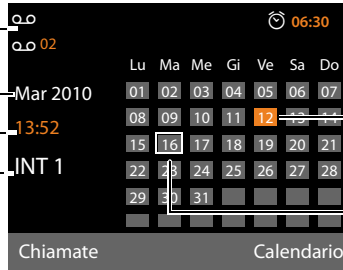 06:30
02
Lu Ma Me Gi Ve Sa Do
Mar 2010
01 02 03 04 05 06 07
08 09 10 11 12 13 14
13:52
15 16 17 18 19 20 21
INT 1
22 23 24 25 26 27 28
29 30 31
Chiamate Calendario